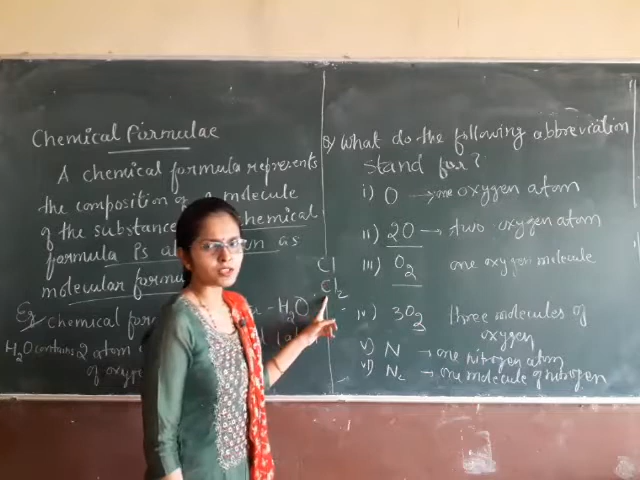 Chemical Formulae
A chemical formula represents
the composition of a molecule
of the substance chemical
formula is also known as
molecular formu
Eg chemical for - H2O
H2O contains 2 atom
of oxy
Cl
Cl2
Q) What do the following abbreviation
stand for?
i) O → one oxygen atom
ii) 2O → two oxygen atom
iii) O2 one oxygen molecule
iv) 3O2 three molecules of
oxygen
v) N → one nitrogen atom
vi) N2 → one molecule of nitrogen